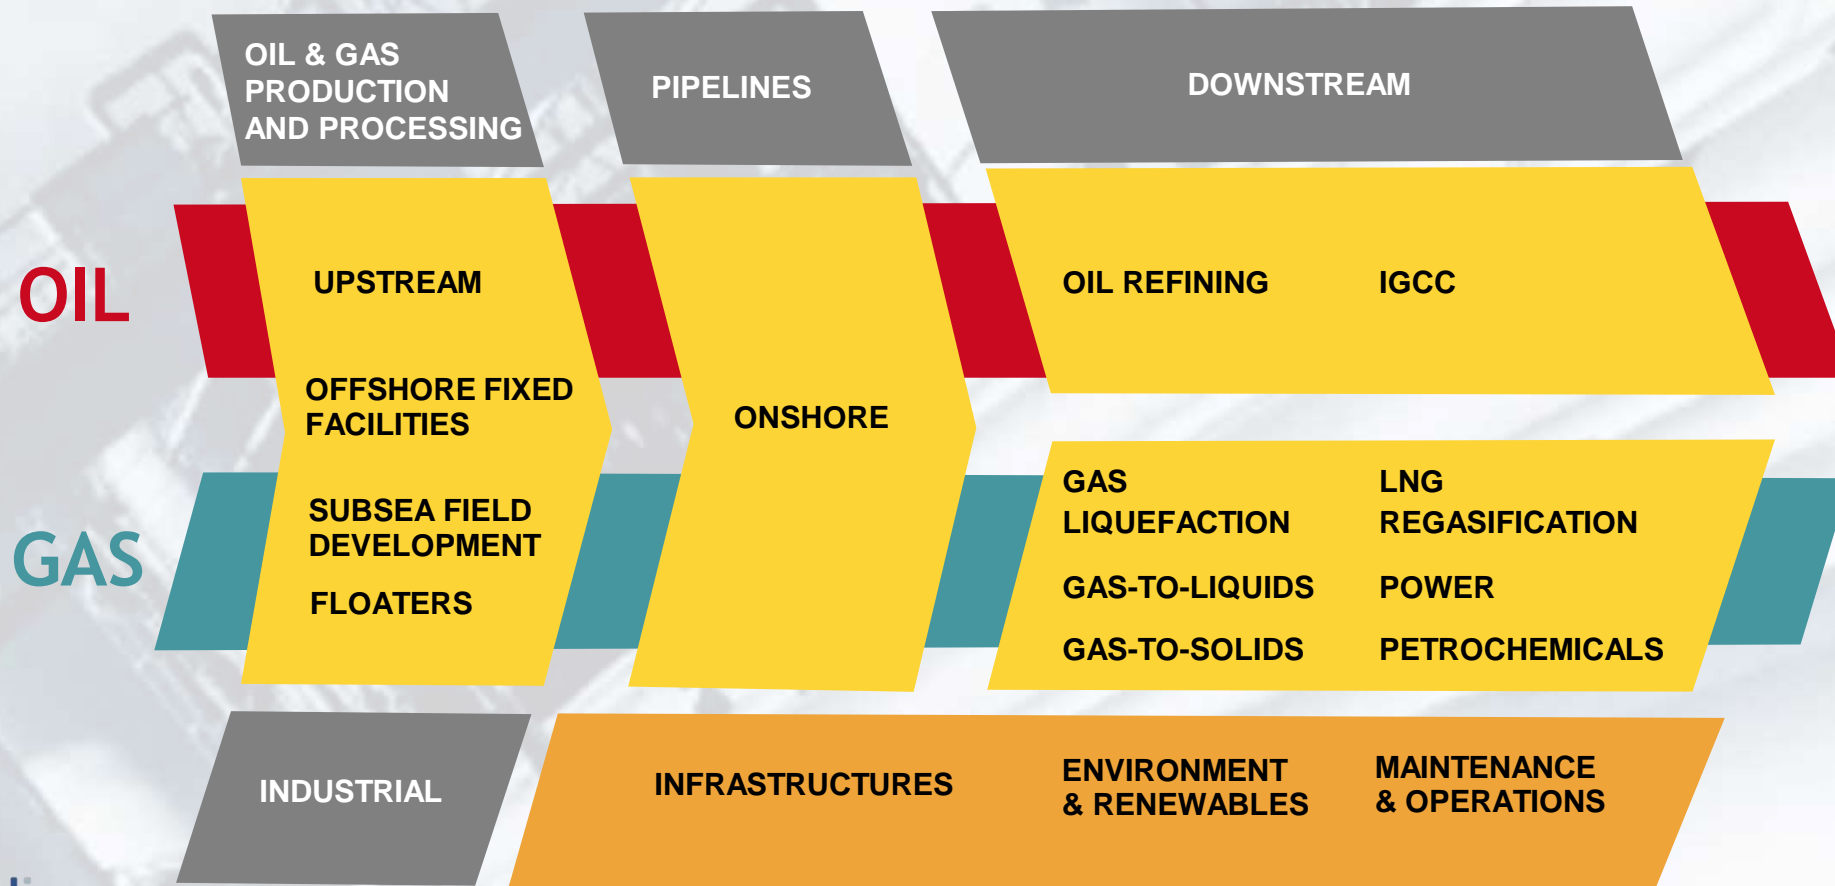 OIL & GAS
PRODUCTION
AND PROCESSING
PIPELINES
DOWNSTREAM
OIL
UPSTREAM
OIL REFINING
IGCC
OFFSHORE FIXED
FACILITIES
ONSHORE
GAS
SUBSEA FIELD
DEVELOPMENT
FLOATERS
GAS
LIQUEFACTION
LNG
REGASIFICATION
GAS-TO-LIQUIDS
POWER
GAS-TO-SOLIDS
PETROCHEMICALS
INDUSTRIAL
INFRASTRUCTURES
ENVIRONMENT
& RENEWABLES
MAINTENANCE
& OPERATIONS